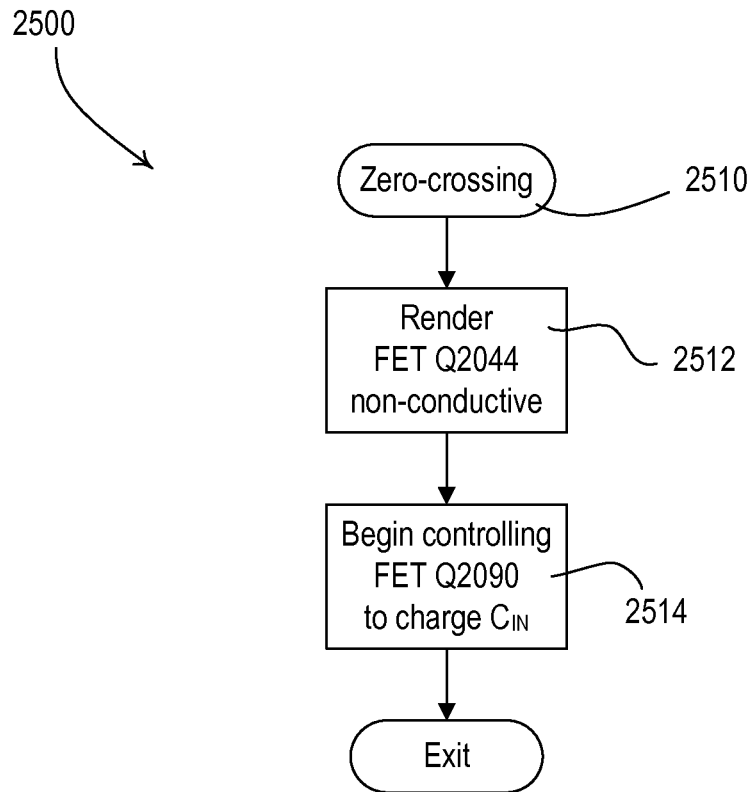 2500
Zero-crossing
2510
Render
FET Q2044
non-conductive
2512
Begin controlling
FET Q2090
to charge CIN
2514
Exit